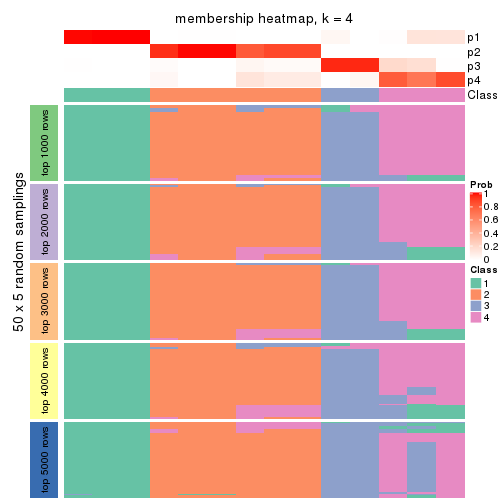 membership heatmap, k = 4
p1
p2
p3
p4
Class
50 x 5 random samplings
top 1000 rows
top 2000 rows
top 3000 rows
top 4000 rows
top 5000 rows
Prob
1
0.8
0.6
0.4
0.2
0
Class
1
2
3
4